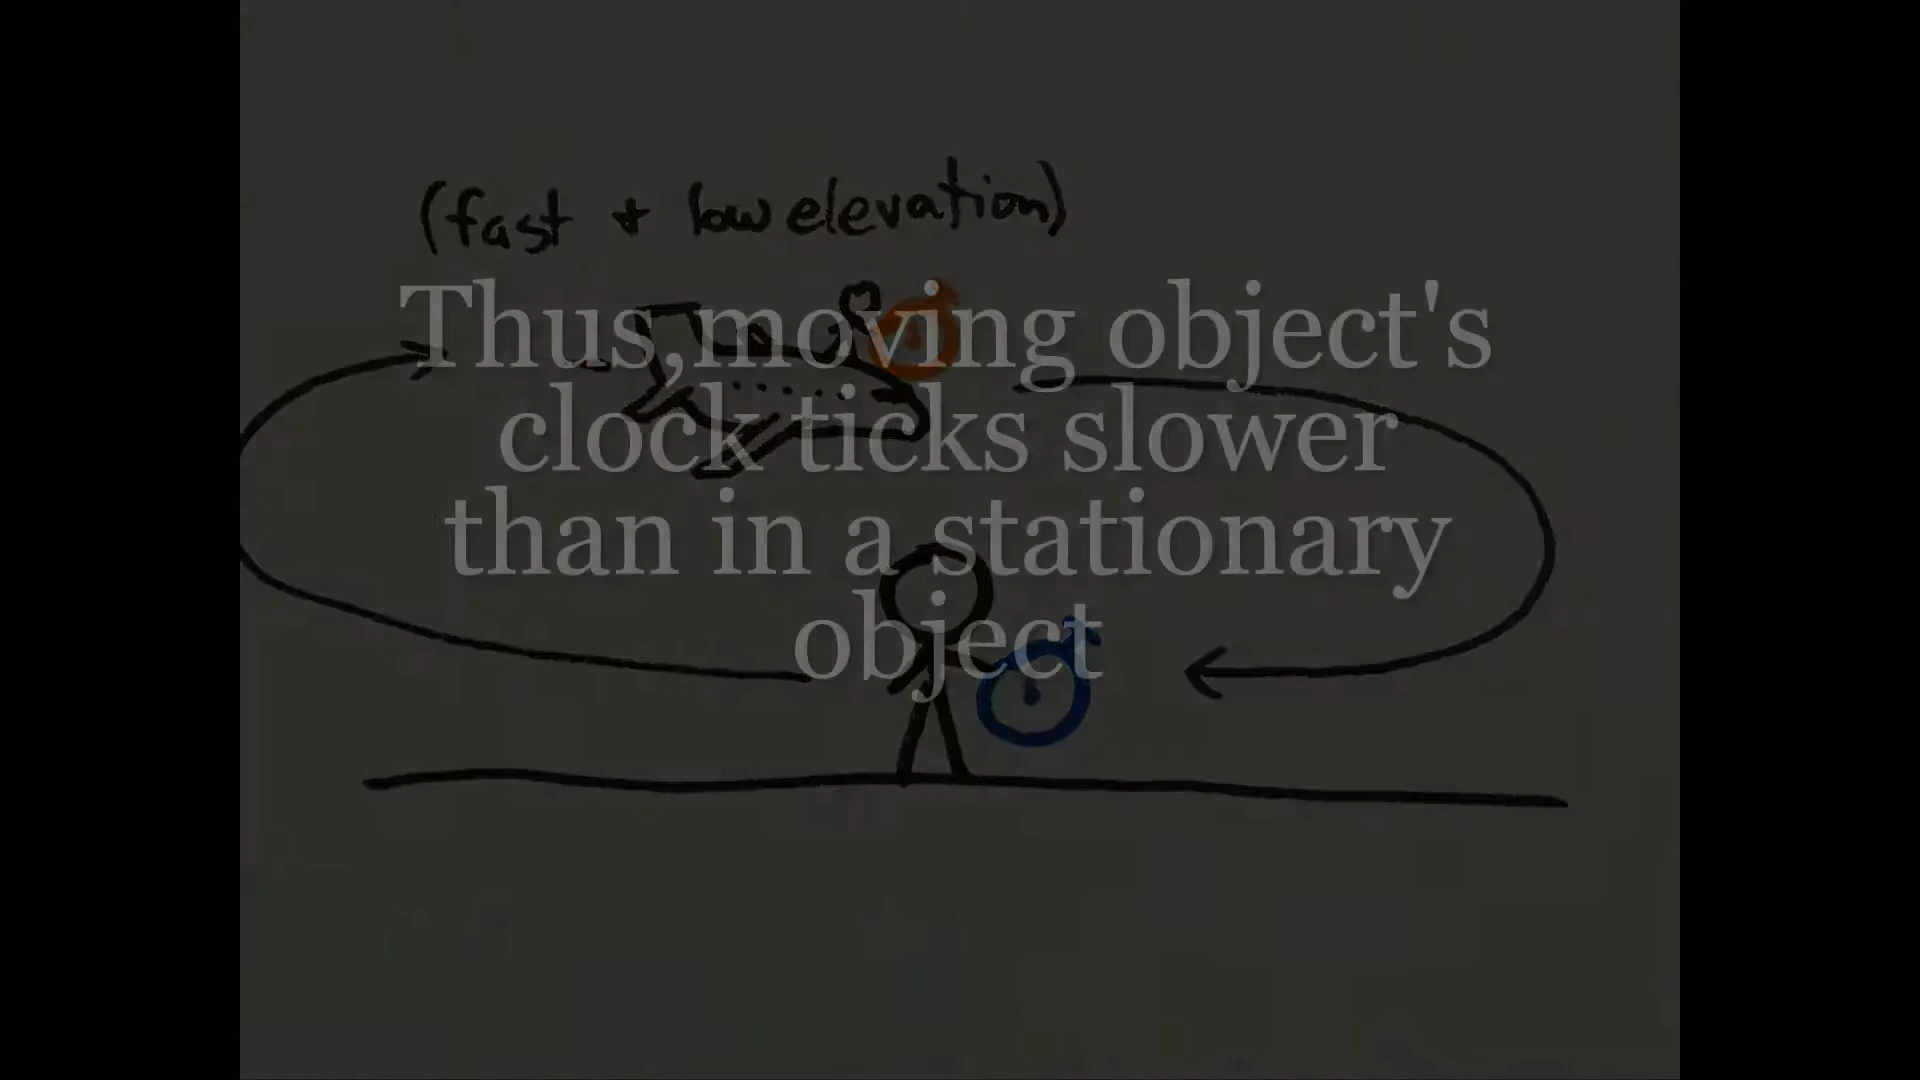 (fast + low elevation)
Thus,moving object's
clock ticks slower
than in a stationary
object